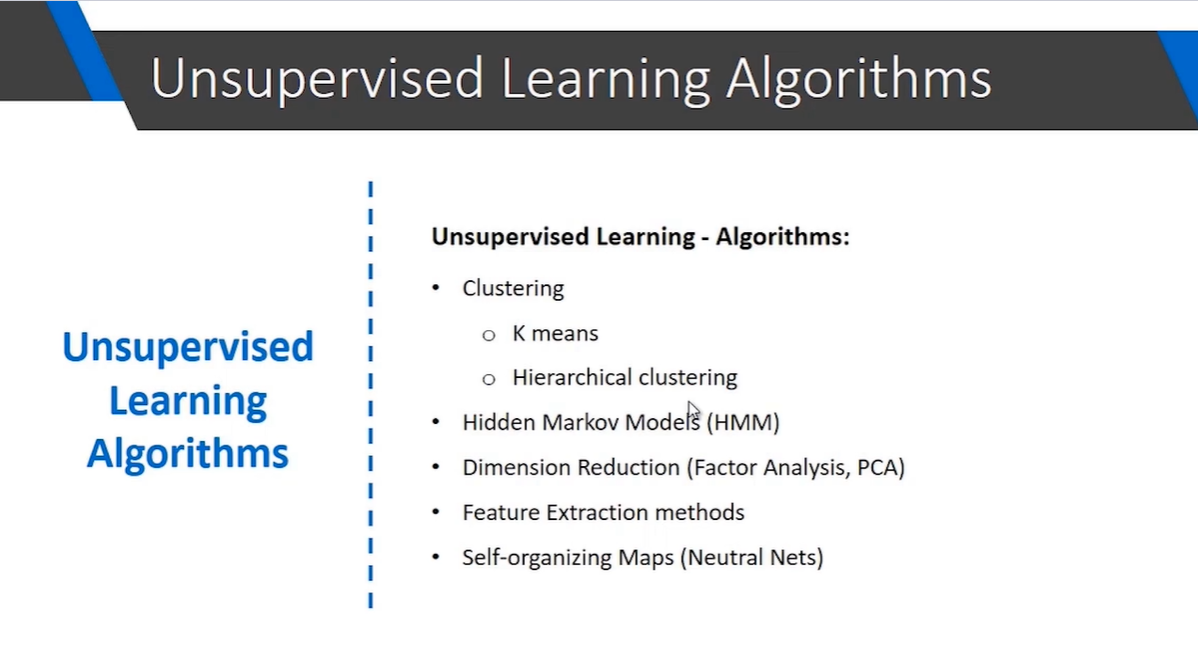 Unsupervised Learning Algorithms
Unsupervised
Learning
Algorithms
Unsupervised Learning - Algorithms:
• Clustering
o K means
o Hierarchical clustering
• Hidden Markov Models (HMM)
• Dimension Reduction (Factor Analysis, PCA)
• Feature Extraction methods
• Self-organizing Maps (Neutral Nets)